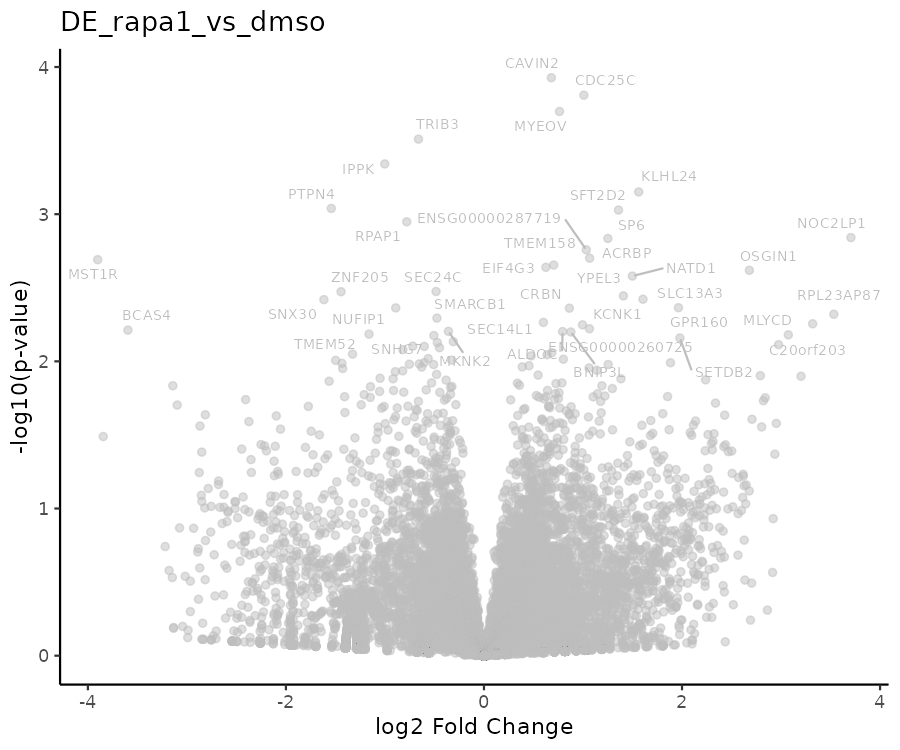 DE_rapa1_vs_dmso
4
CAVIN2
CDC25C
MYEOV
TRIB3
IPPK
KLHL24
PTPN4
SFT2D2
3
ENSG00000287719
SP6
NOC2LP1
RPAP1
TMEM158
ACRBP
OSGIN1
MST1R
EIF4G3
NATD1
ZNF205
SEC24C
YPEL3
CRBN
SLC13A3
RPL23AP87
SMARCB1
BCAS4
SNX30
NUFIP1
KCNK1
GPR160
MLYCD
SEC14L1
TMEM52
SNHG7
ALDOC
ENSG00000260725
C20orf203
2
MKNK2
BNIP3L
SETDB2
1
0
-4
-2
0
2
4
log2 Fold Change
-log10(p-value)